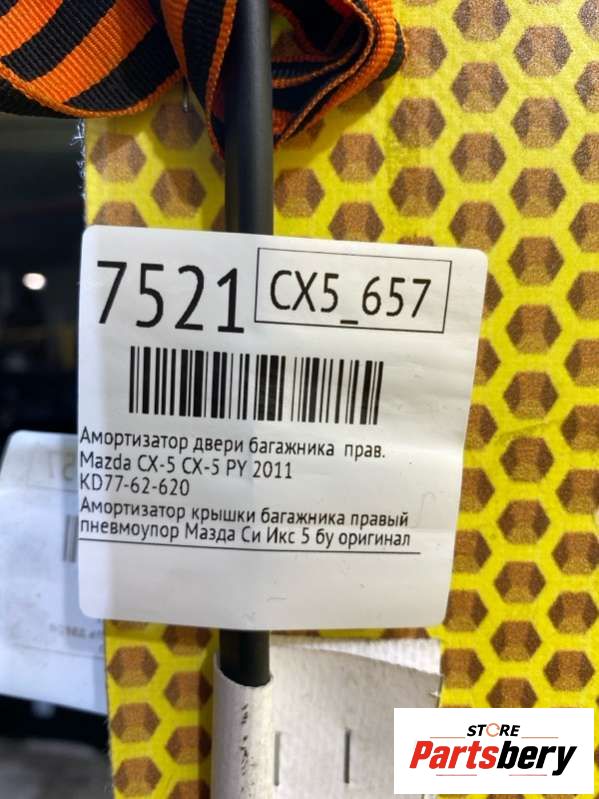 7521
CX5_657
Амортизатор двери багажника прав.
Mazda CX-5 CX-5 PY 2011
KD77-62-620
Амортизатор крышки багажника правый
пневмоупор Мазда Си Икс 5 бу оригинал
STORE
Partsbery